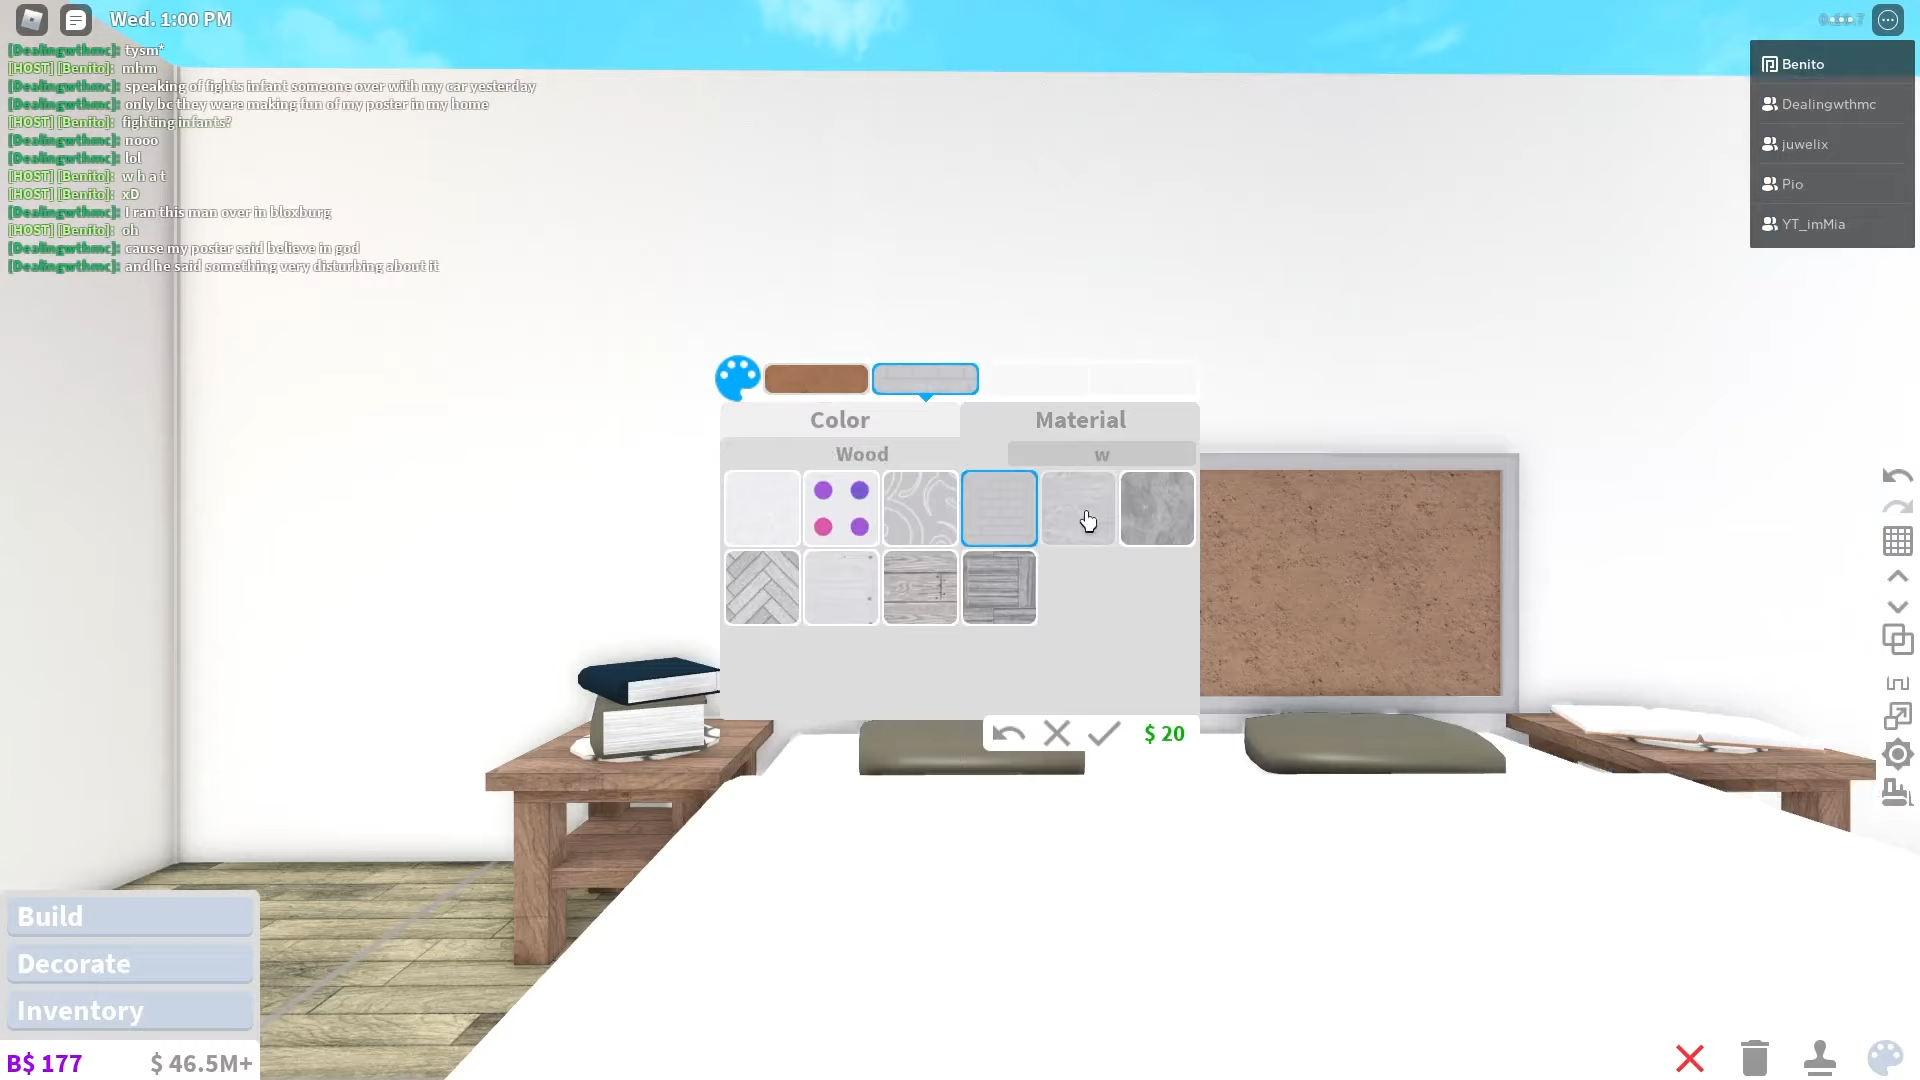 Wed. 1:00 PM
[Dealingwthmc]: tysm*
[HOST] [Benito]: mhm
[Dealingwthmc]: speaking of fights infant someone over with my car yesterday
[Dealingwthmc]: only bc they were making fun of my poster in my home
[HOST] [Benito]: fighting infants?
[Dealingwthmc]: nooo
[Dealingwthmc]: lol
[HOST] [Benito]: w h a t
[HOST] [Benito]: xD
[Dealingwthmc]: I ran this man over in bloxburg
[HOST] [Benito]: oh
[Dealingwthmc]: cause my poster said believe in god
[Dealingwthmc]: and he said something very disturbing about it
Benito
Dealingwthmc
juwelix
Pio
YT_imMia
Color
Material
Wood
w
$ 20
Build
Decorate
Inventory
B$ 177
$ 46.5M+